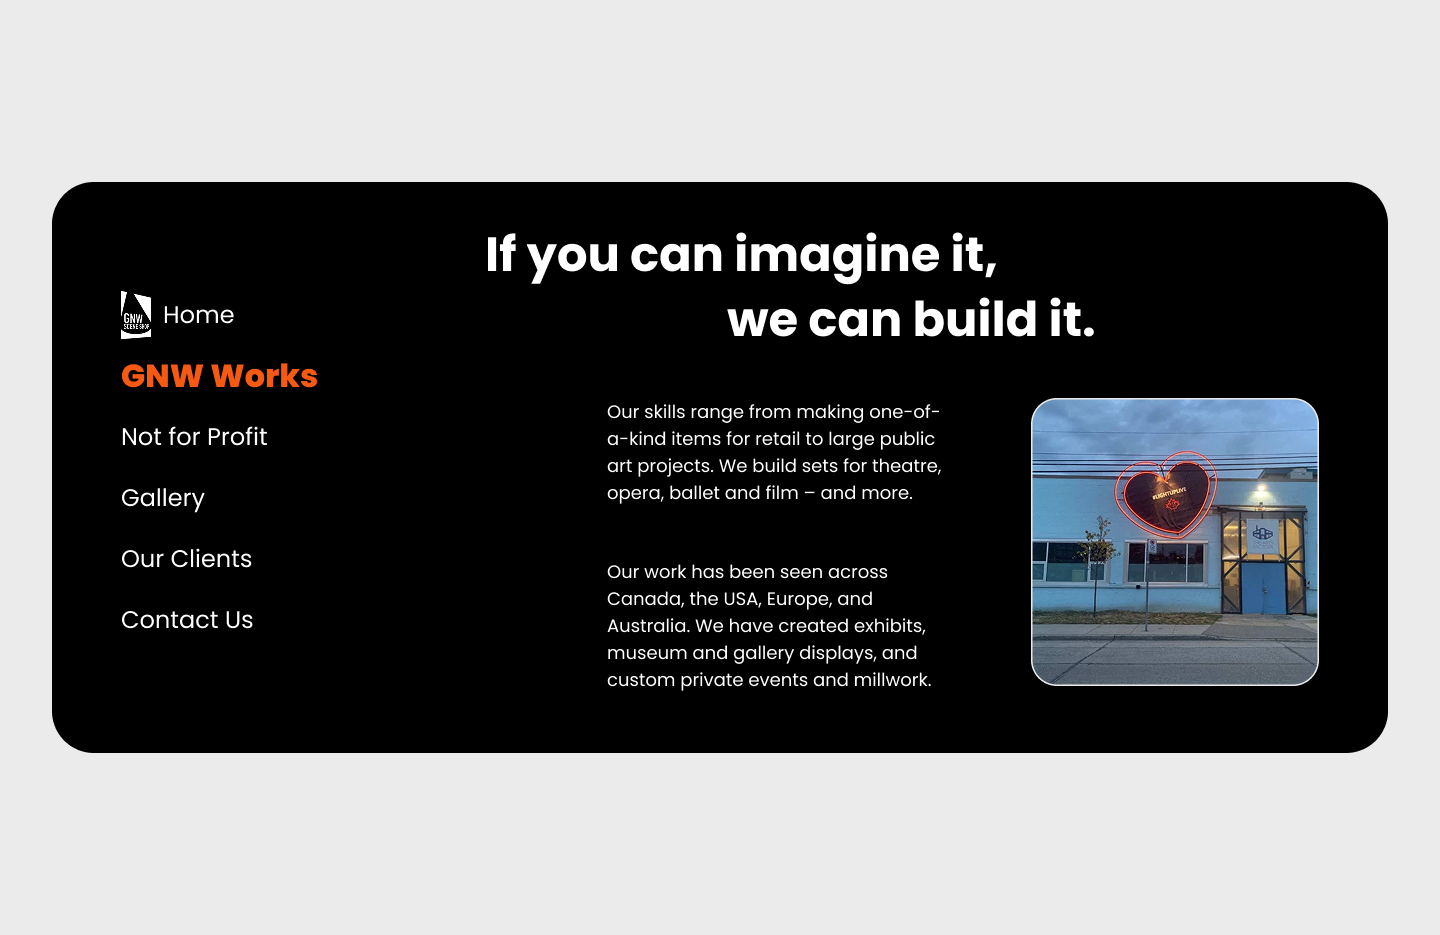 If you can imagine it,
we can build it.
GNW
SCENE SHOP
Home
GNW Works
Not for Profit
Gallery
Our Clients
Contact Us
Our skills range from making one-of-
a-kind items for retail to large public
art projects. We build sets for theatre,
opera, ballet and film – and more.
Our work has been seen across
Canada, the USA, Europe, and
Australia. We have created exhibits,
museum and gallery displays, and
custom private events and millwork.
#LIGHTUPLIVE